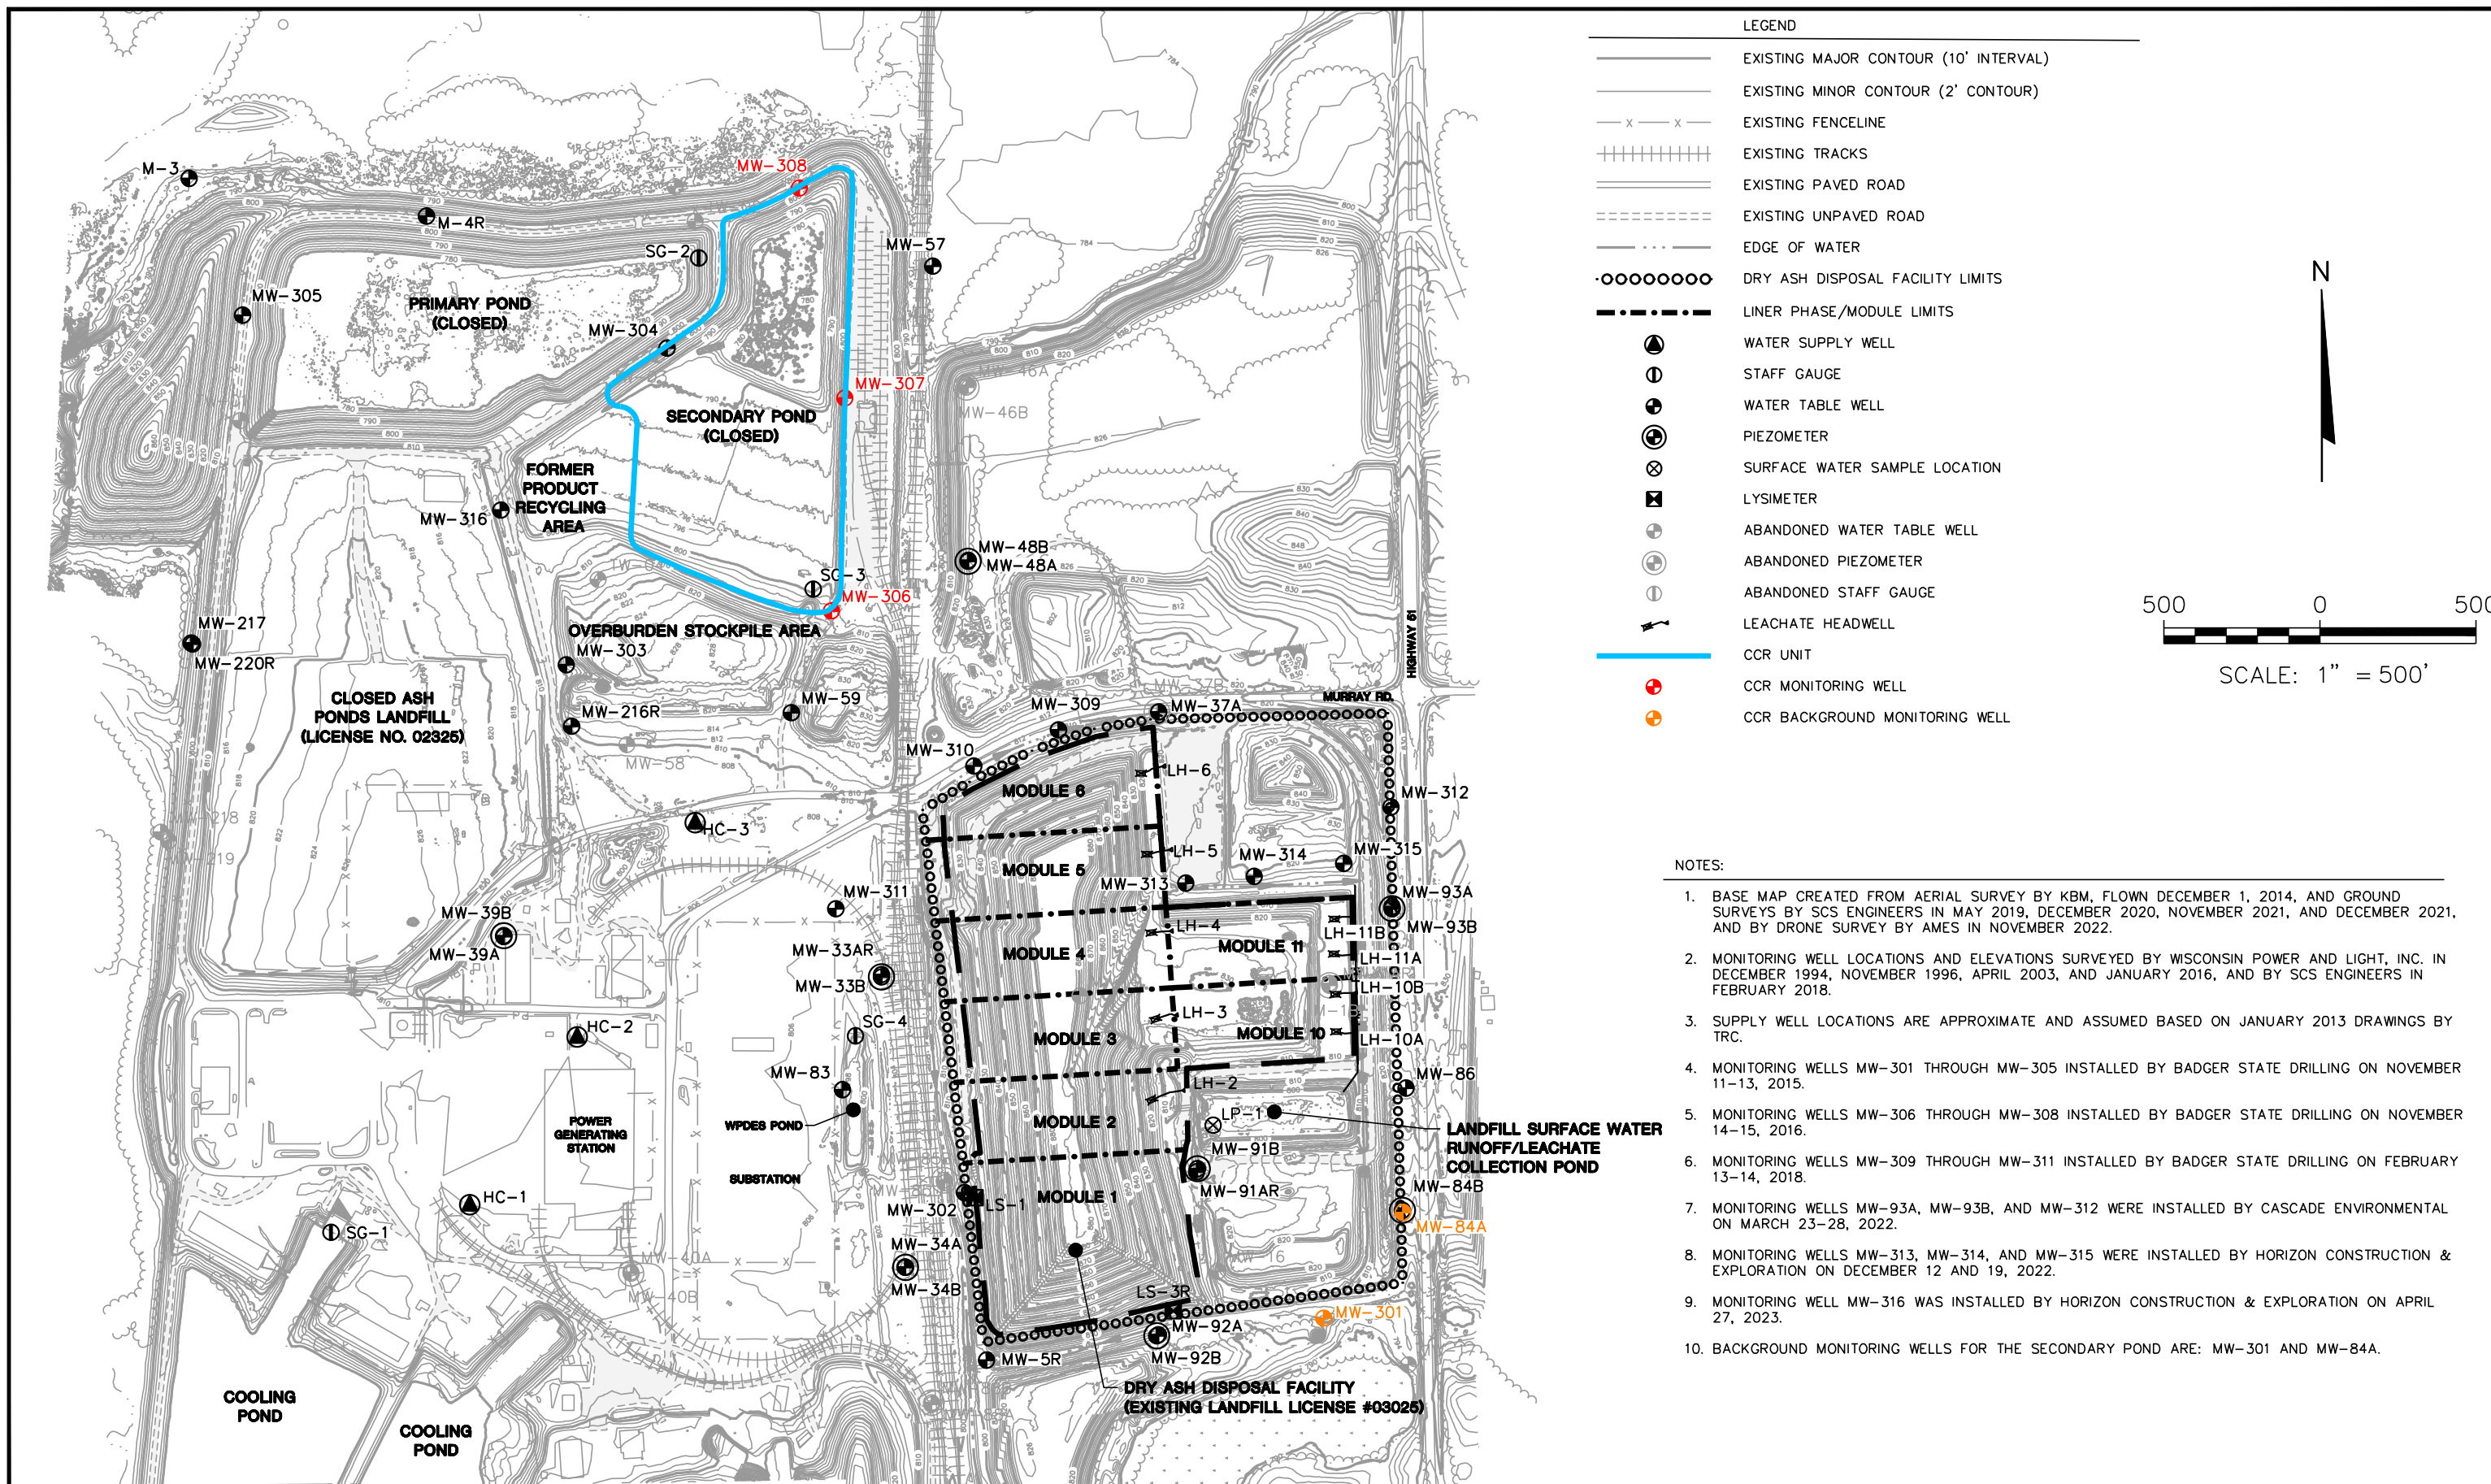 LEGEND
EXISTING MAJOR CONTOUR (10' INTERVAL)
EXISTING MINOR CONTOUR (2' CONTOUR)
EXISTING FENCELINE
EXISTING TRACKS
EXISTING PAVED ROAD
EXISTING UNPAVED ROAD
EDGE OF WATER
DRY ASH DISPOSAL FACILITY LIMITS
LINER PHASE/MODULE LIMITS
WATER SUPPLY WELL
STAFF GAUGE
WATER TABLE WELL
PIEZOMETER
SURFACE WATER SAMPLE LOCATION
LYSIMETER
ABANDONED WATER TABLE WELL
ABANDONED PIEZOMETER
ABANDONED STAFF GAUGE
LEACHATE HEADWELL
CCR UNIT
CCR MONITORING WELL
CCR BACKGROUND MONITORING WELL
N
500 0 500
SCALE: 1" = 500'
NOTES:
1. BASE MAP CREATED FROM AERIAL SURVEY BY KBM, FLOWN DECEMBER 1, 2014, AND GROUND
SURVEYS BY SCS ENGINEERS IN MAY 2019, DECEMBER 2020, NOVEMBER 2021, AND DECEMBER 2021,
AND BY DRONE SURVEY BY AMES IN NOVEMBER 2022.
2. MONITORING WELL LOCATIONS AND ELEVATIONS SURVEYED BY WISCONSIN POWER AND LIGHT, INC. IN
DECEMBER 1994, NOVEMBER 1996, APRIL 2003, AND JANUARY 2016, AND BY SCS ENGINEERS IN
FEBRUARY 2018.
3. SUPPLY WELL LOCATIONS ARE APPROXIMATE AND ASSUMED BASED ON JANUARY 2013 DRAWINGS BY
TRC.
4. MONITORING WELLS MW-301 THROUGH MW-305 INSTALLED BY BADGER STATE DRILLING ON NOVEMBER
11-13, 2015.
5. MONITORING WELLS MW-306 THROUGH MW-308 INSTALLED BY BADGER STATE DRILLING ON NOVEMBER
14-15, 2016.
6. MONITORING WELLS MW-309 THROUGH MW-311 INSTALLED BY BADGER STATE DRILLING ON FEBRUARY
13-14, 2018.
7. MONITORING WELLS MW-93A, MW-93B, AND MW-312 WERE INSTALLED BY CASCADE ENVIRONMENTAL
ON MARCH 23-28, 2022.
8. MONITORING WELLS MW-313, MW-314, AND MW-315 WERE INSTALLED BY HORIZON CONSTRUCTION &
EXPLORATION ON DECEMBER 12 AND 19, 2022.
9. MONITORING WELL MW-316 WAS INSTALLED BY HORIZON CONSTRUCTION & EXPLORATION ON APRIL
27, 2023.
10. BACKGROUND MONITORING WELLS FOR THE SECONDARY POND ARE: MW-301 AND MW-84A.
M-3
MW-308
M-4R
SG-2
MW-57
MW-305
PRIMARY POND
(CLOSED)
MW-304
MW-307
MW-46B
SECONDARY POND
(CLOSED)
FORMER
PRODUCT
RECYCLING
AREA
MW-316
MW-48B
MW-48A
SG-3
MW-306
OVERBURDEN STOCKPILE AREA
MW-217
MW-220R
MW-303
HIGHWAY 51
MURRAY RD.
CLOSED ASH
PONDS LANDFILL
(LICENSE NO. 02325)
MW-216R
MW-59
MW-58
MW-309
MW-37A
MW-310
LH-6
MODULE 6
MW-312
HC-3
LH-5
MW-314
MW-315
MODULE 5
MW-313
MW-311
MW-93A
MW-93B
MW-39B
MW-39A
LH-4
LH-11B
MODULE 11
MODULE 4
MW-33AR
MW-33B
LH-11A
LH-10B
LH-3
HC-2
SG-4
MODULE 3
MODULE 10
LH-10A
MW-83
LH-2
MW-86
WPDES POND
MODULE 2
LP-1
LANDFILL SURFACE WATER
RUNOFF/LEACHATE
COLLECTION POND
POWER
GENERATING
STATION
SUBSTATION
MW-91B
MW-91AR
MW-84B
MW-84A
MODULE 1
MW-302
LS-1
HC-1
SG-1
MW-34A
MW-34B
MW-40A
MW-40B
LS-3R
MW-301
MW-92A
MW-92B
MW-5R
DRY ASH DISPOSAL FACILITY
(EXISTING LANDFILL LICENSE #03025)
COOLING
POND
COOLING
POND